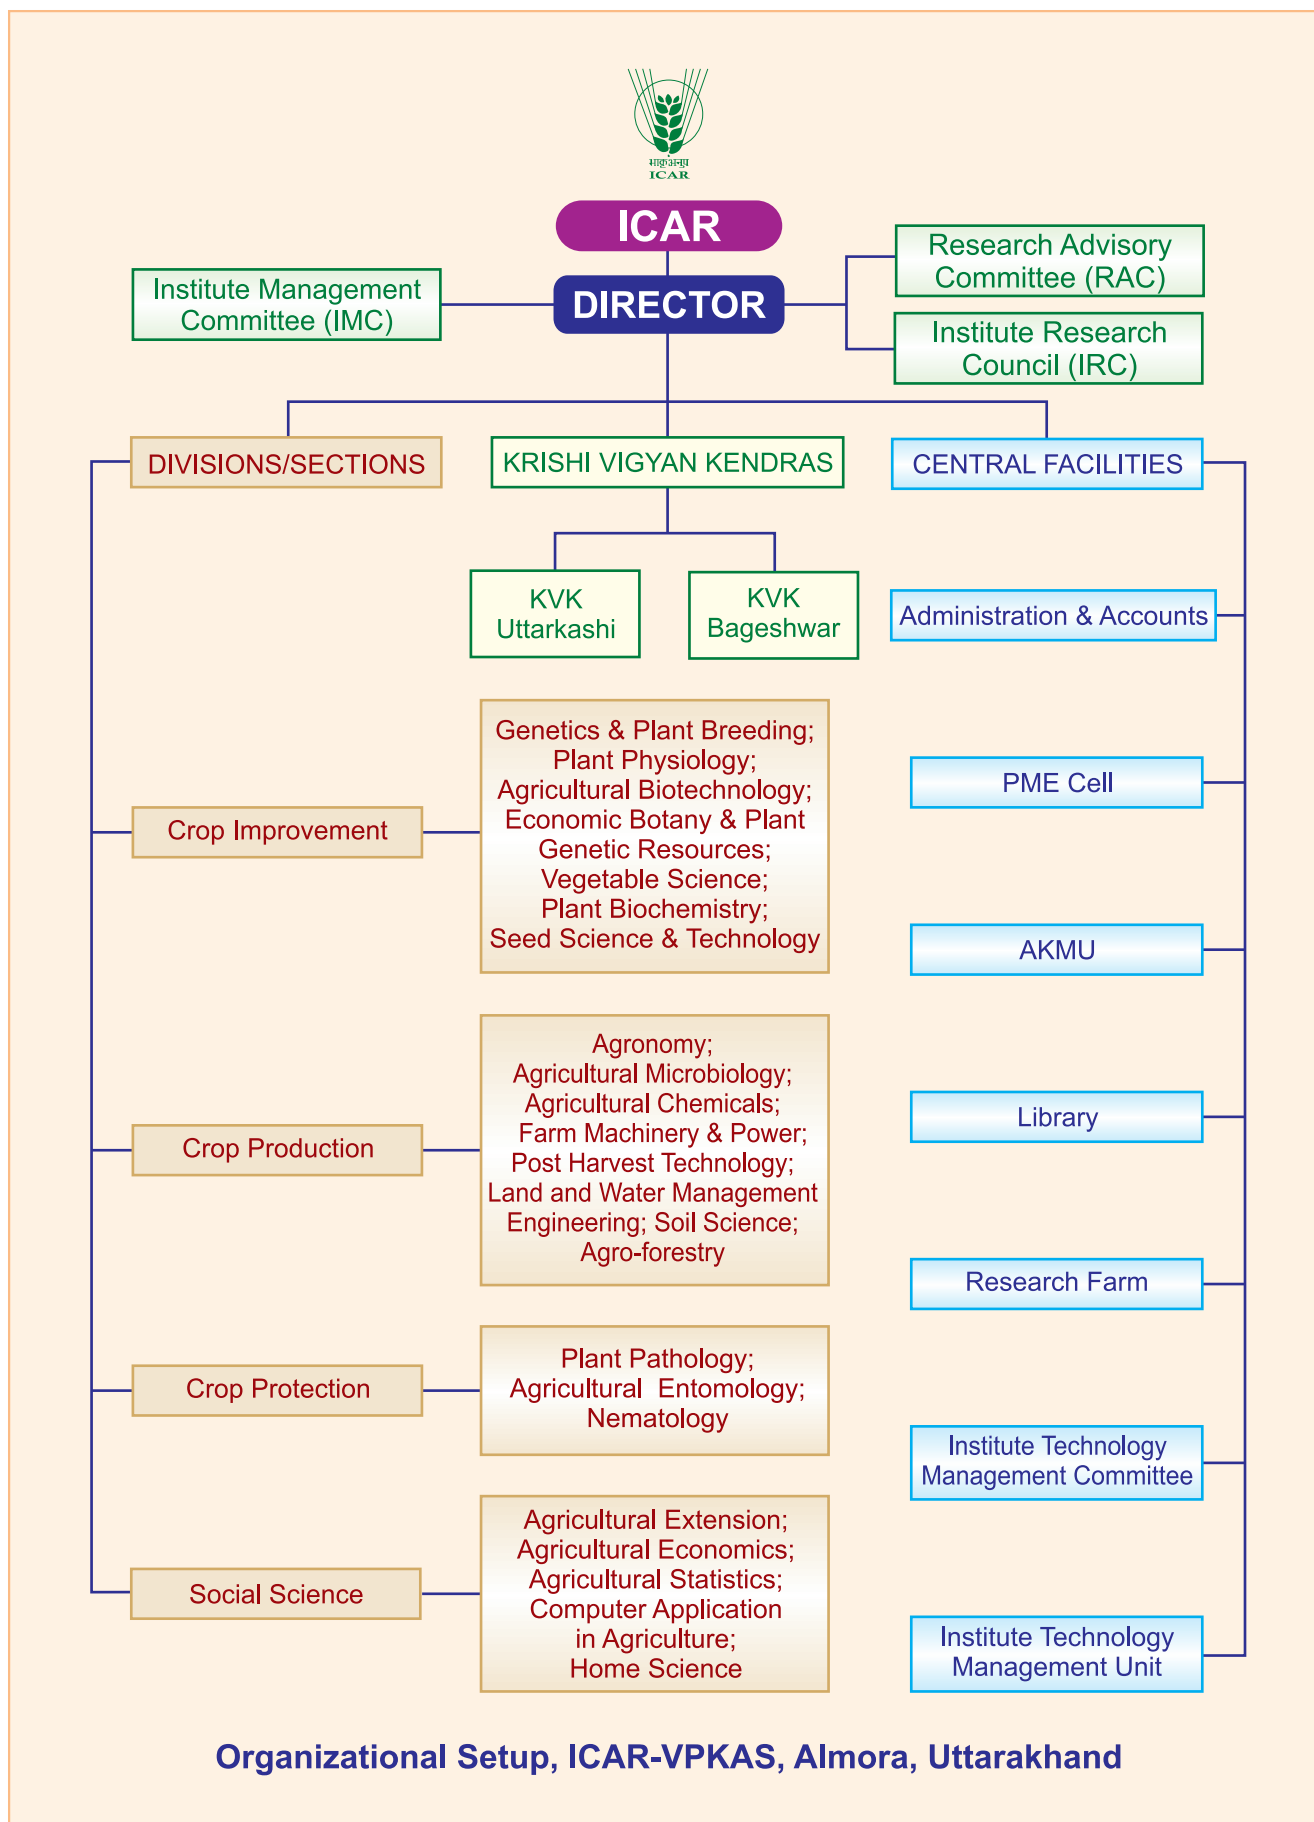 भाकृअनुप
ICAR
ICAR
DIRECTOR
Institute Management
Committee (IMC)
Research Advisory
Committee (RAC)
Institute Research
Council (IRC)
DIVISIONS/SECTIONS
KRISHI VIGYAN KENDRAS
CENTRAL FACILITIES
KVK
Uttarkashi
KVK
Bageshwar
Crop Improvement
Genetics & Plant Breeding;
Plant Physiology;
Agricultural Biotechnology;
Economic Botany & Plant
Genetic Resources;
Vegetable Science;
Plant Biochemistry;
Seed Science & Technology
Crop Production
Agronomy;
Agricultural Microbiology;
Agricultural Chemicals;
Farm Machinery & Power;
Post Harvest Technology;
Land and Water Management
Engineering; Soil Science;
Agro-forestry
Crop Protection
Plant Pathology;
Agricultural Entomology;
Nematology
Social Science
Agricultural Extension;
Agricultural Economics;
Agricultural Statistics;
Computer Application
in Agriculture;
Home Science
Administration & Accounts
PME Cell
AKMU
Library
Research Farm
Institute Technology
Management Committee
Institute Technology
Management Unit
Organizational Setup, ICAR-VPKAS, Almora, Uttarakhand